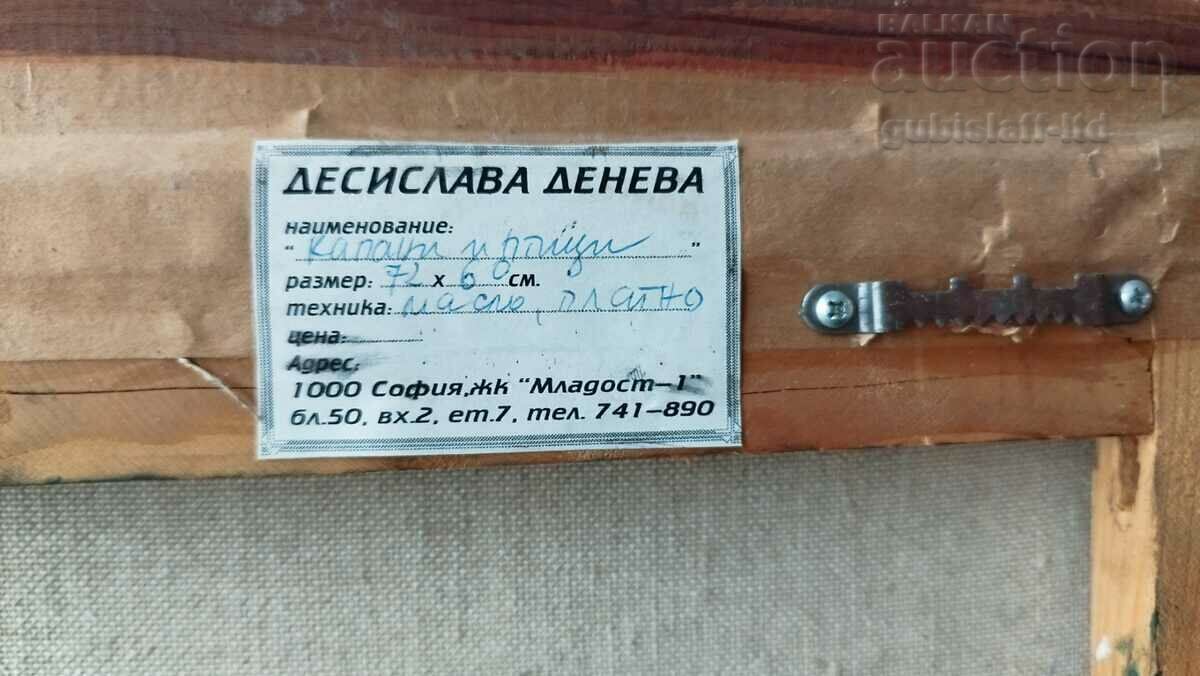 BALKAN
auction
gubislaff-ltd
ДЕСИСЛАВА ДЕНЕВА
наименование:
" и птици "
размер: 72 х 60 см.
техника: масло, платно
цена:
Адрес:
1000 София, жк "Младост-1"
бл.50, вх.2, ет.7, тел. 741-890